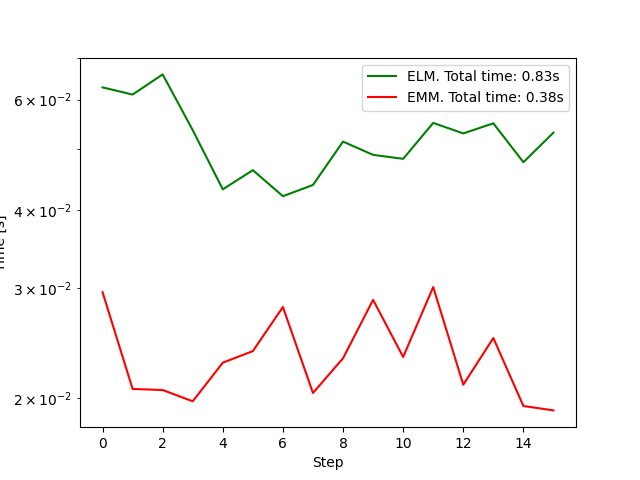 ELM. Total time: 0.83s
EMM. Total time: 0.38s
6 × 10⁻²
4 × 10⁻²
3 × 10⁻²
2 × 10⁻²
0 2 4 6 8 10 12 14
Step